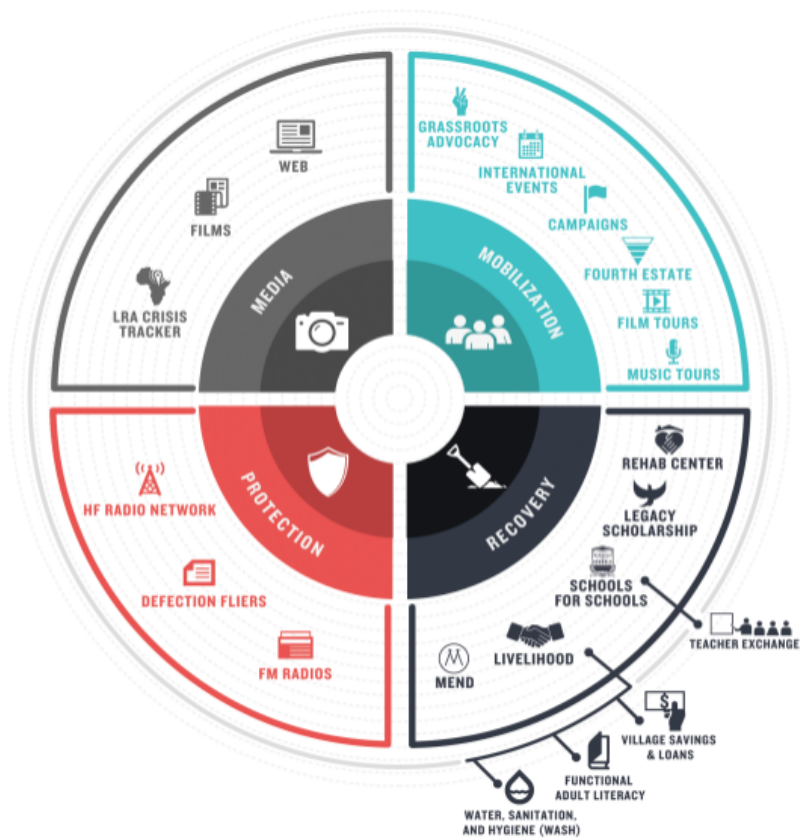 WEB
FILMS
LRA CRISIS
TRACKER
MEDIA
GRASSROOTS
ADVOCACY
INTERNATIONAL
EVENTS
CAMPAIGNS
FOURTH ESTATE
FILM TOURS
MUSIC TOURS
MOBILIZATION
HF RADIO NETWORK
DEFECTION FLIERS
FM RADIOS
PROTECTION
RECOVERY
REHAB CENTER
LEGACY
SCHOLARSHIP
SCHOOLS
FOR SCHOOLS
TEACHER EXCHANGE
LIVELIHOOD
MEND
$
VILLAGE SAVINGS
& LOANS
FUNCTIONAL
ADULT LITERACY
WATER, SANITATION,
AND HYGIENE (WASH)